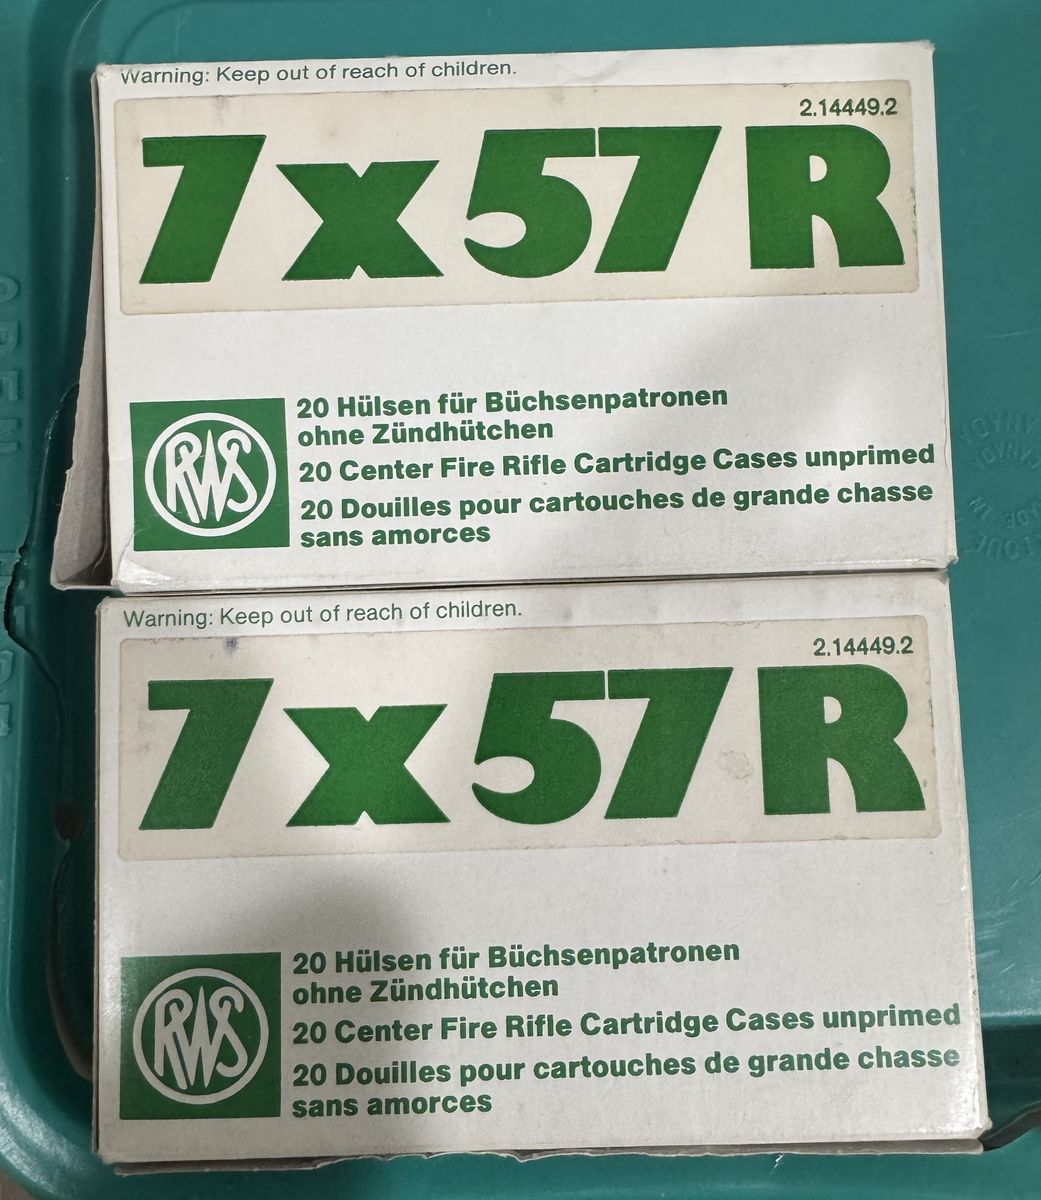 Warning: Keep out of reach of children.
2.14449.2
7x57R
20 Hülsen für Büchsenpatronen
ohne Zündhütchen
20 Center Fire Rifle Cartridge Cases unprimed
20 Douilles pour cartouches de grande chasse
sans amorces
RWS
Warning: Keep out of reach of children.
2.14449.2
7x57R
20 Hülsen für Büchsenpatronen
ohne Zündhütchen
20 Center Fire Rifle Cartridge Cases unprimed
20 Douilles pour cartouches de grande chasse
sans amorces
RWS
OPEN